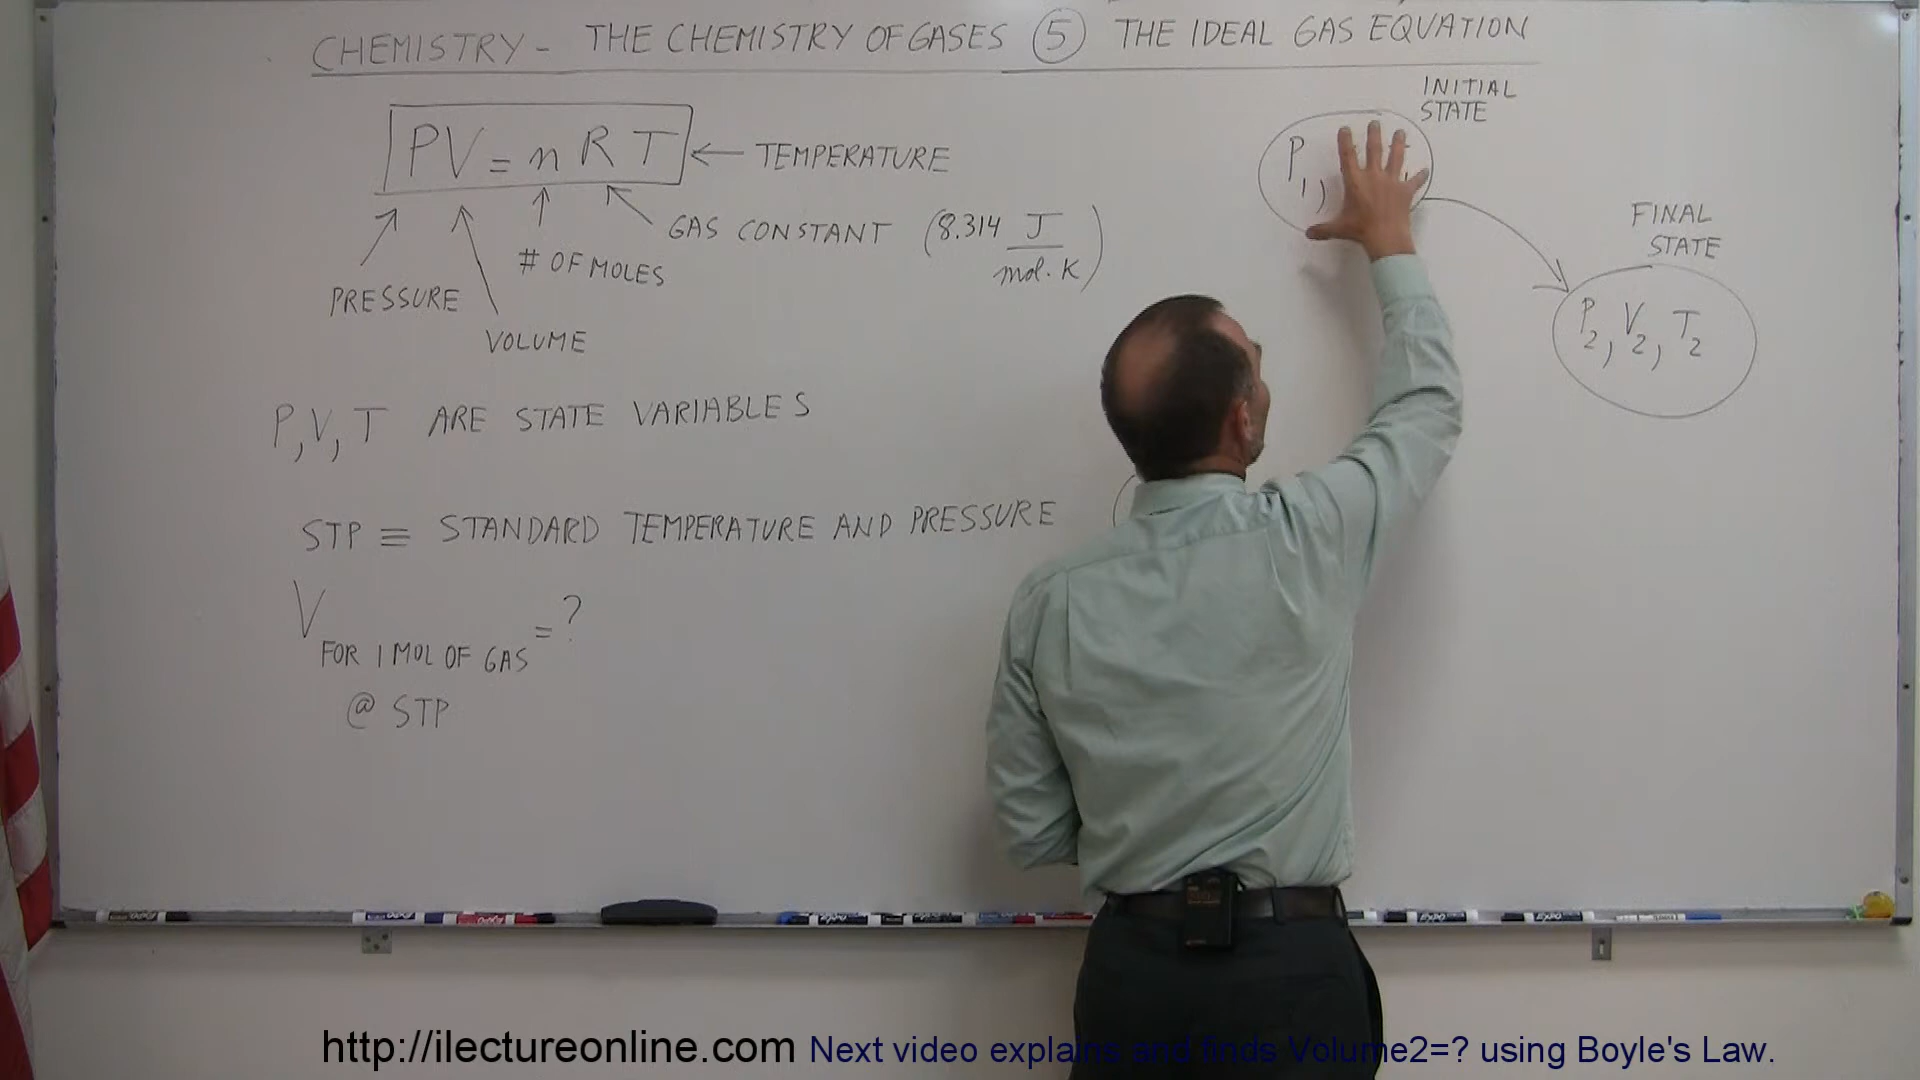 CHEMISTRY - THE CHEMISTRY OF GASES 5 THE IDEAL GAS EQUATION
PV = nRT ← TEMPERATURE
GAS CONSTANT (8.314 J/mol·K)
# OF MOLES
PRESSURE
VOLUME
P, V, T ARE STATE VARIABLES
STP ≡ STANDARD TEMPERATURE AND PRESSURE
V FOR 1 MOL OF GAS = ?
@ STP
INITIAL
STATE
P1,
FINAL
STATE
P2, V2, T2
http://ilectureonline.com Next video explains and finds Volume2=? using Boyle's Law.